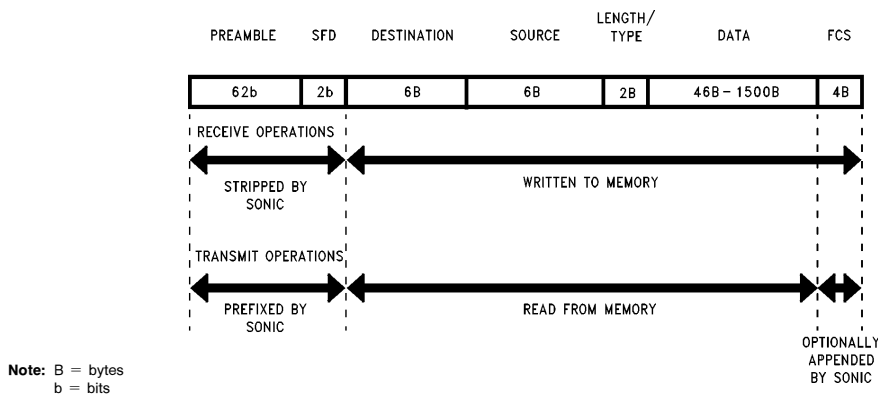 PREAMBLE SFD DESTINATION SOURCE LENGTH/ TYPE DATA FCS
62b 2b 6B 6B 2B 46B – 1500B 4B
RECEIVE OPERATIONS
STRIPPED BY
SONIC
WRITTEN TO MEMORY
TRANSMIT OPERATIONS
PREFIXED BY
SONIC
READ FROM MEMORY
OPTIONALLY
APPENDED
BY SONIC
Note: B = bytes
b = bits